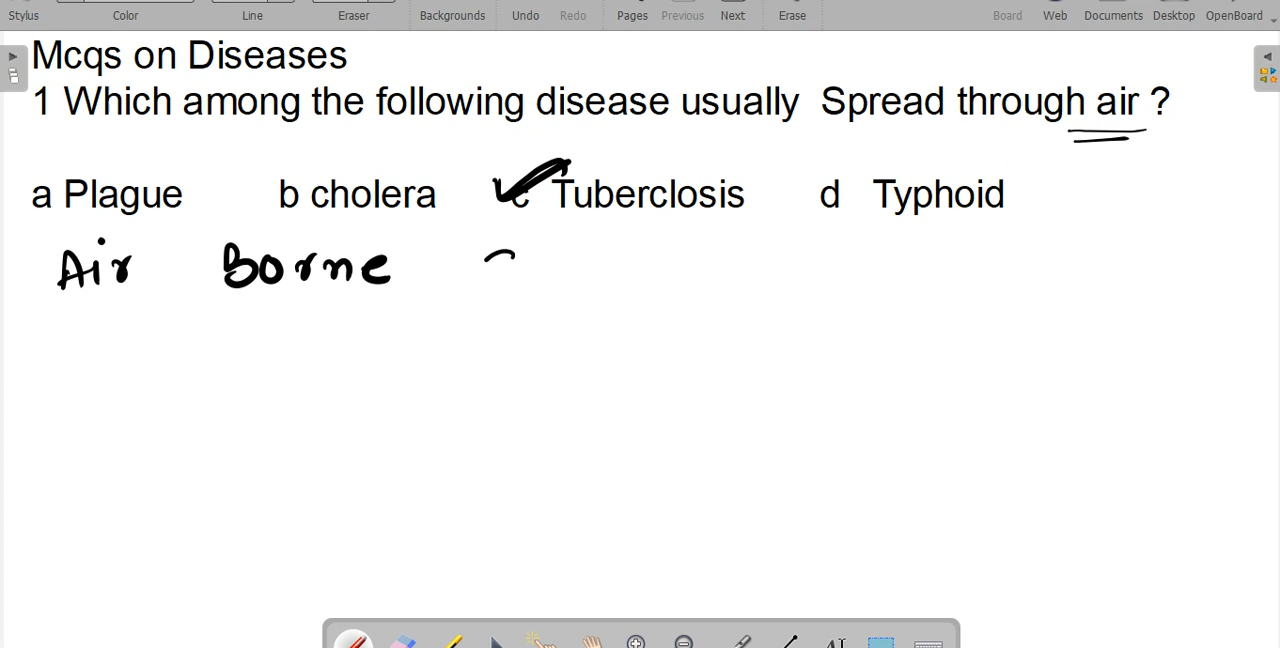 Stylus Color Line Eraser Backgrounds Undo Redo Pages Previous Next Erase Board Web Documents Desktop OpenBoard
Mcqs on Diseases
1 Which among the following disease usually Spread through air ?
a Plague b cholera c Tuberclosis d Typhoid
Air Borne